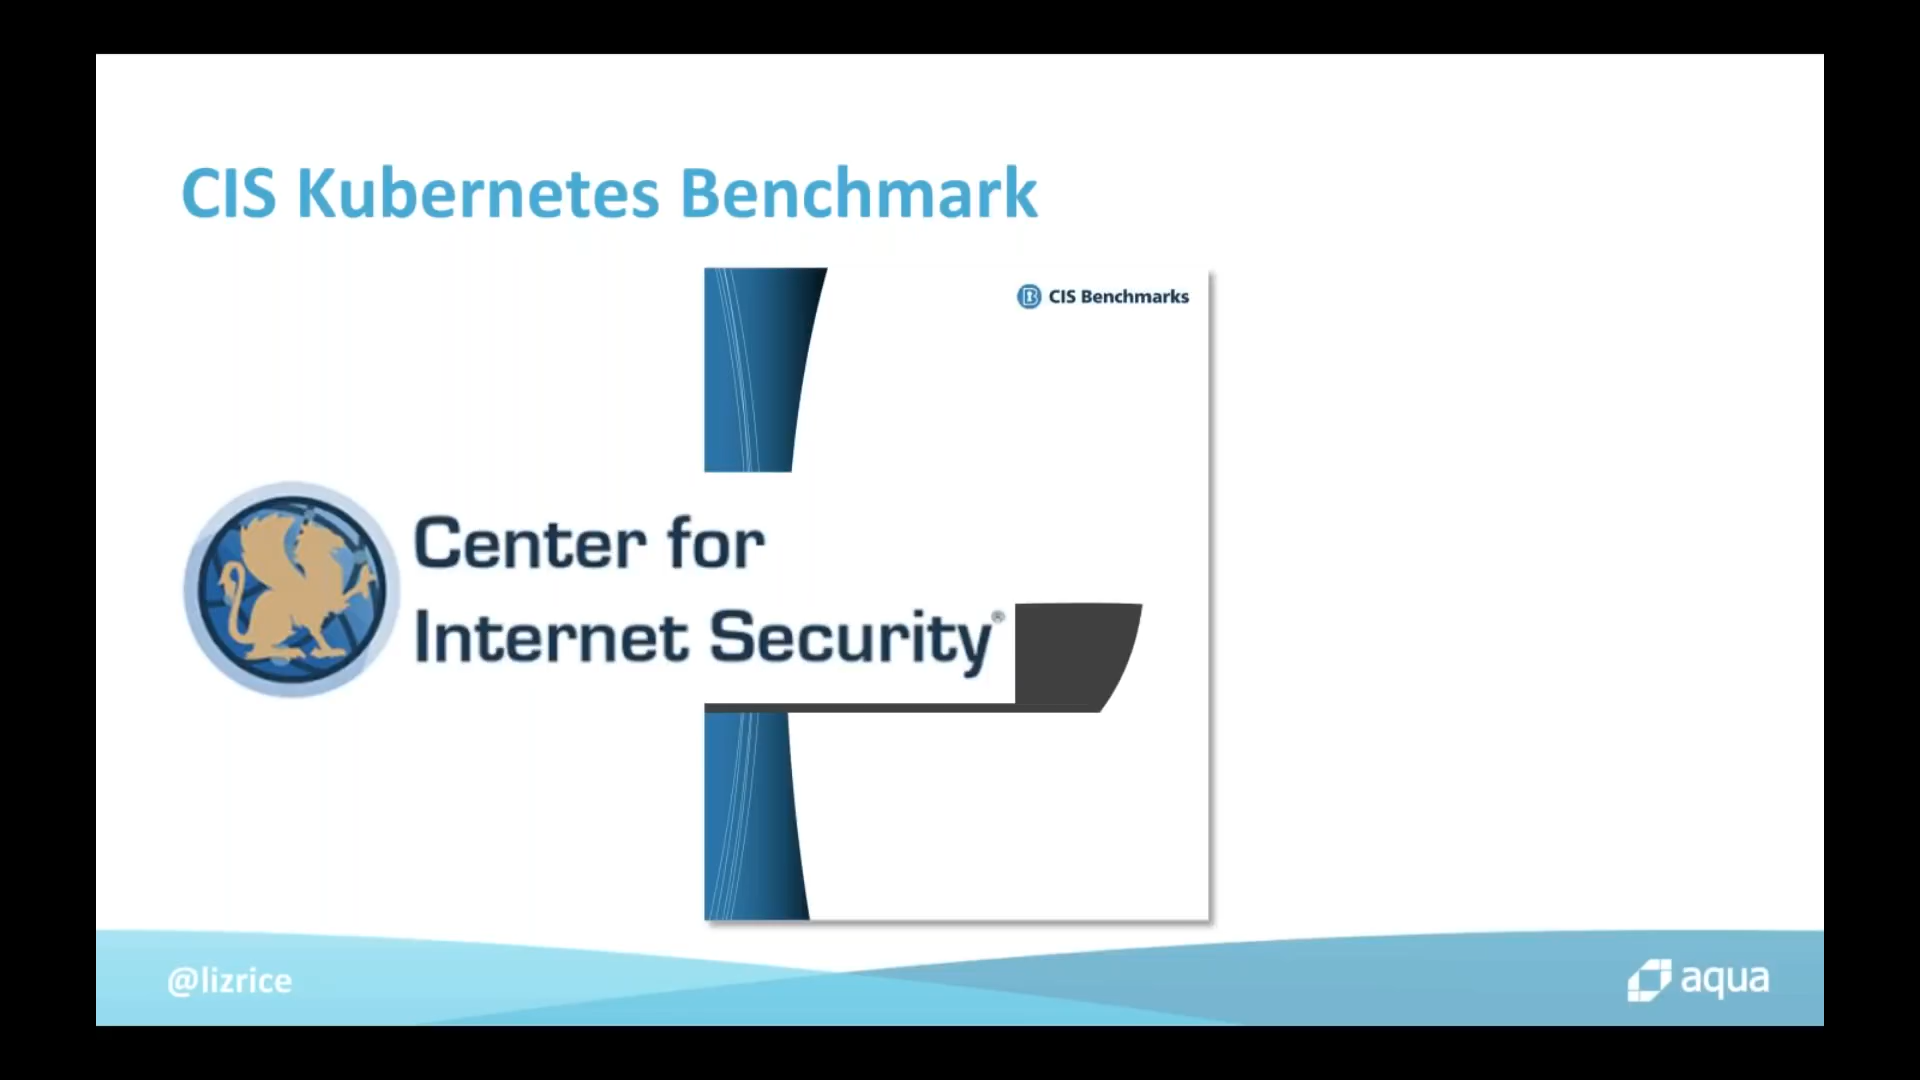 CIS Kubernetes Benchmark
CIS Benchmarks
Center for
Internet Security®
@lizrice
aqua